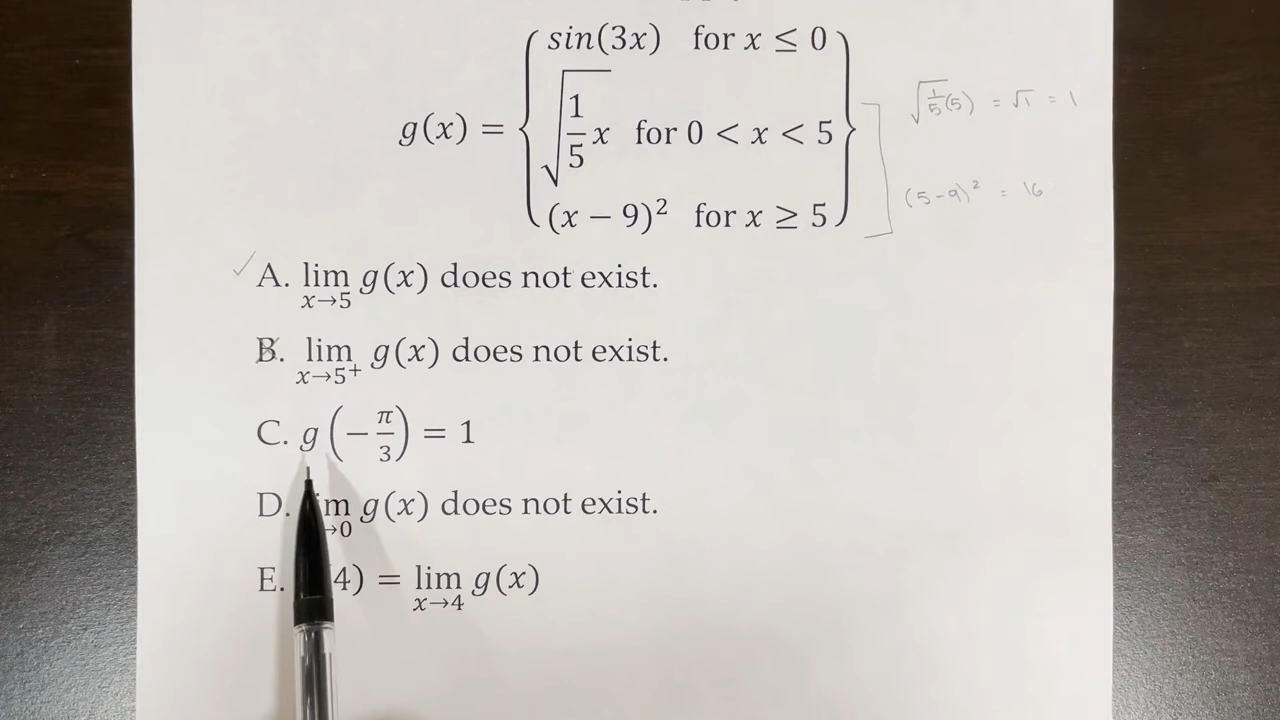 g(x) = { sin(3x) for x ≤ 0
√(1/5 x) for 0 < x < 5
(x − 9)² for x ≥ 5 }
√(1/5 (5)) = √1 = 1
(5-9)² = 16
✓ A. lim x→5 g(x) does not exist.
B. lim x→5⁺ g(x) does not exist.
C. g(−π/3) = 1
D. m →0 g(x) does not exist.
E. 4) = lim x→4 g(x)